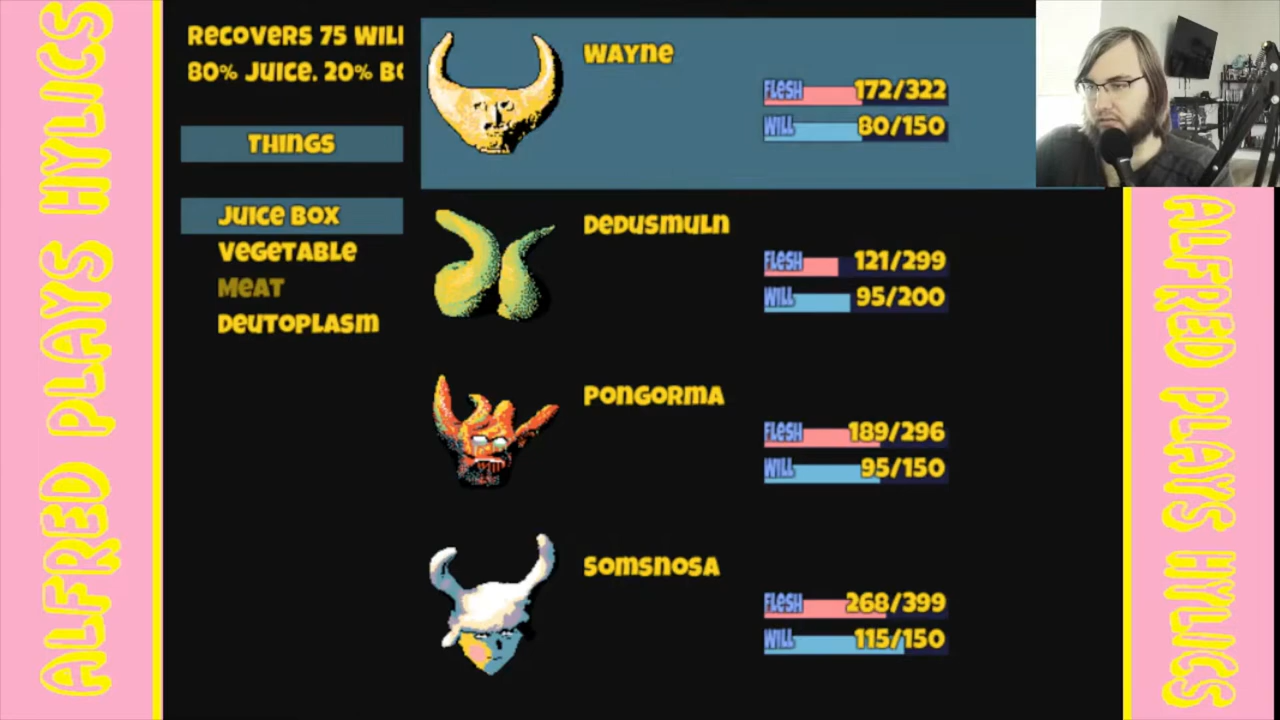 ALFRED PLAYS HYLICS
Recovers 75 Will
80% Juice. 20% Bo
Things
Juice Box
Vegetable
Meat
Deutoplasm
Wayne
Flesh 172/322
Will 80/150
Dedusmuln
Flesh 121/299
Will 95/200
Pongorma
Flesh 189/296
Will 95/150
Somsnosa
Flesh 268/399
Will 115/150
ALFRED PLAYS HYLICS